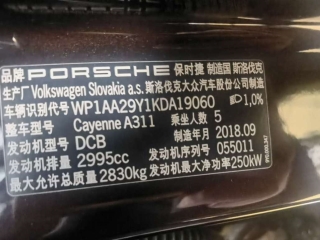 品牌 PORSCHE 保时捷 制造国 斯洛伐克
生产厂 Volkswagen Slovakia a.s. 斯洛伐克大众汽车股份公司
车辆识别代号 WP1AA29Y1KDA19060 1,0%
整车型号 Cayenne A311 乘坐人数 5
发动机型号 DCB 制造年月 2018.09
发动机排量 2995cc 发动机序号 055011
最大允许总质量 2830kg 发动机最大净功率 250kW